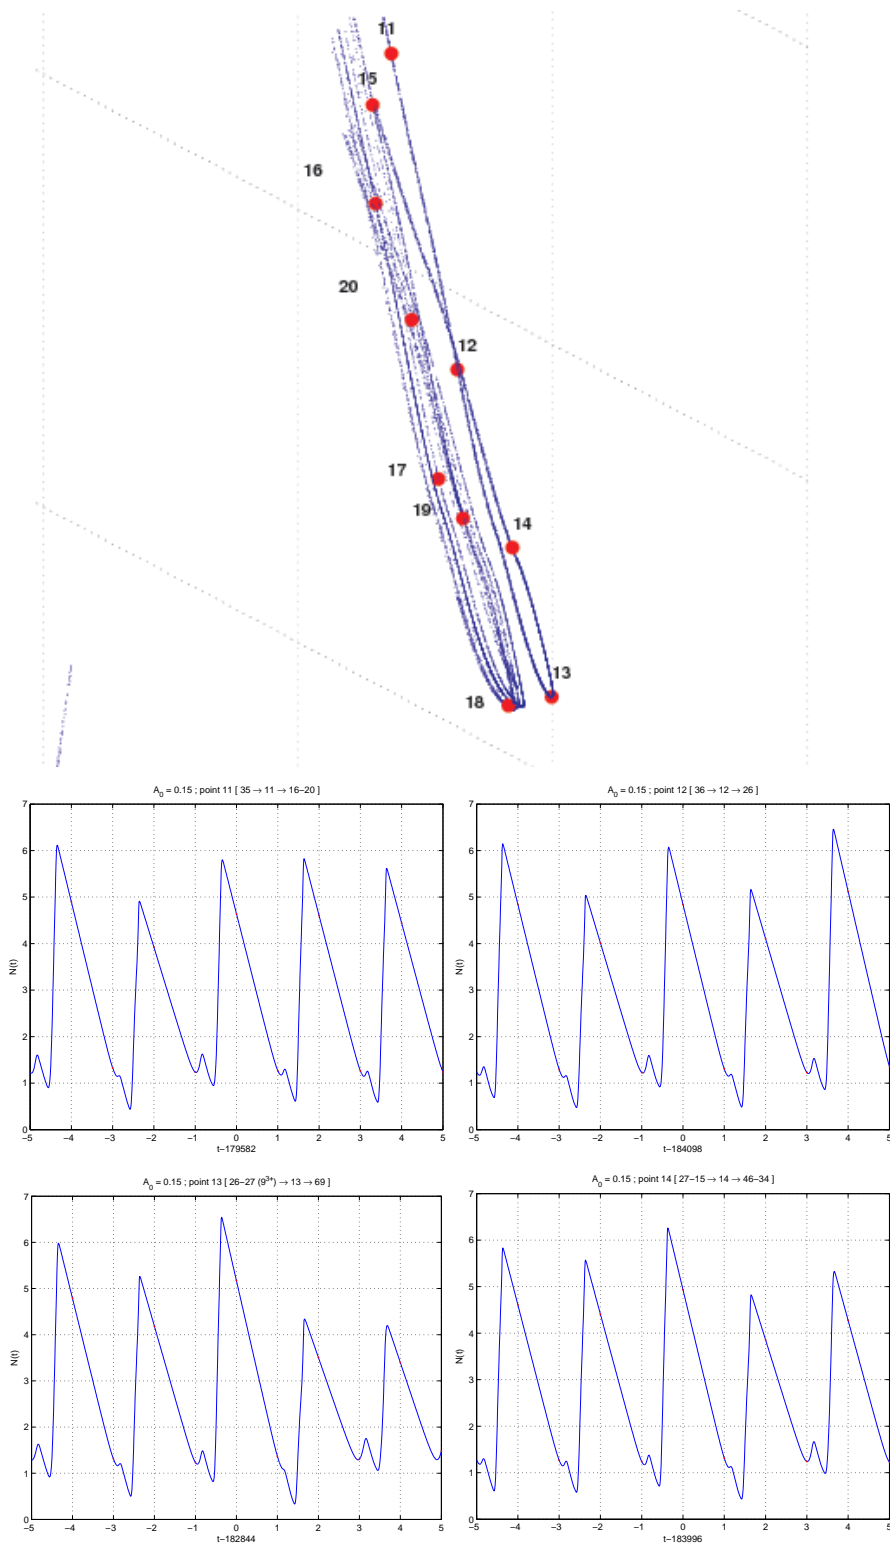 11
15
16
20
12
17
19
14
13
18
A0 = 0.15 ; point 11 [ 35 → 11 → 16−20 ]
7
6
5
4
3
2
1
0
N(t)
−5 −4 −3 −2 −1 0 1 2 3 4 5
t−179582
A0 = 0.15 ; point 12 [ 36 → 12 → 26 ]
7
6
5
4
3
2
1
0
N(t)
−5 −4 −3 −2 −1 0 1 2 3 4 5
t−184098
A0 = 0.15 ; point 13 [ 26−27 (9^3+) → 13 → 69 ]
7
6
5
4
3
2
1
0
N(t)
−5 −4 −3 −2 −1 0 1 2 3 4 5
t−182844
A0 = 0.15 ; point 14 [ 27−15 → 14 → 46−34 ]
7
6
5
4
3
2
1
0
N(t)
−5 −4 −3 −2 −1 0 1 2 3 4 5
t−183996